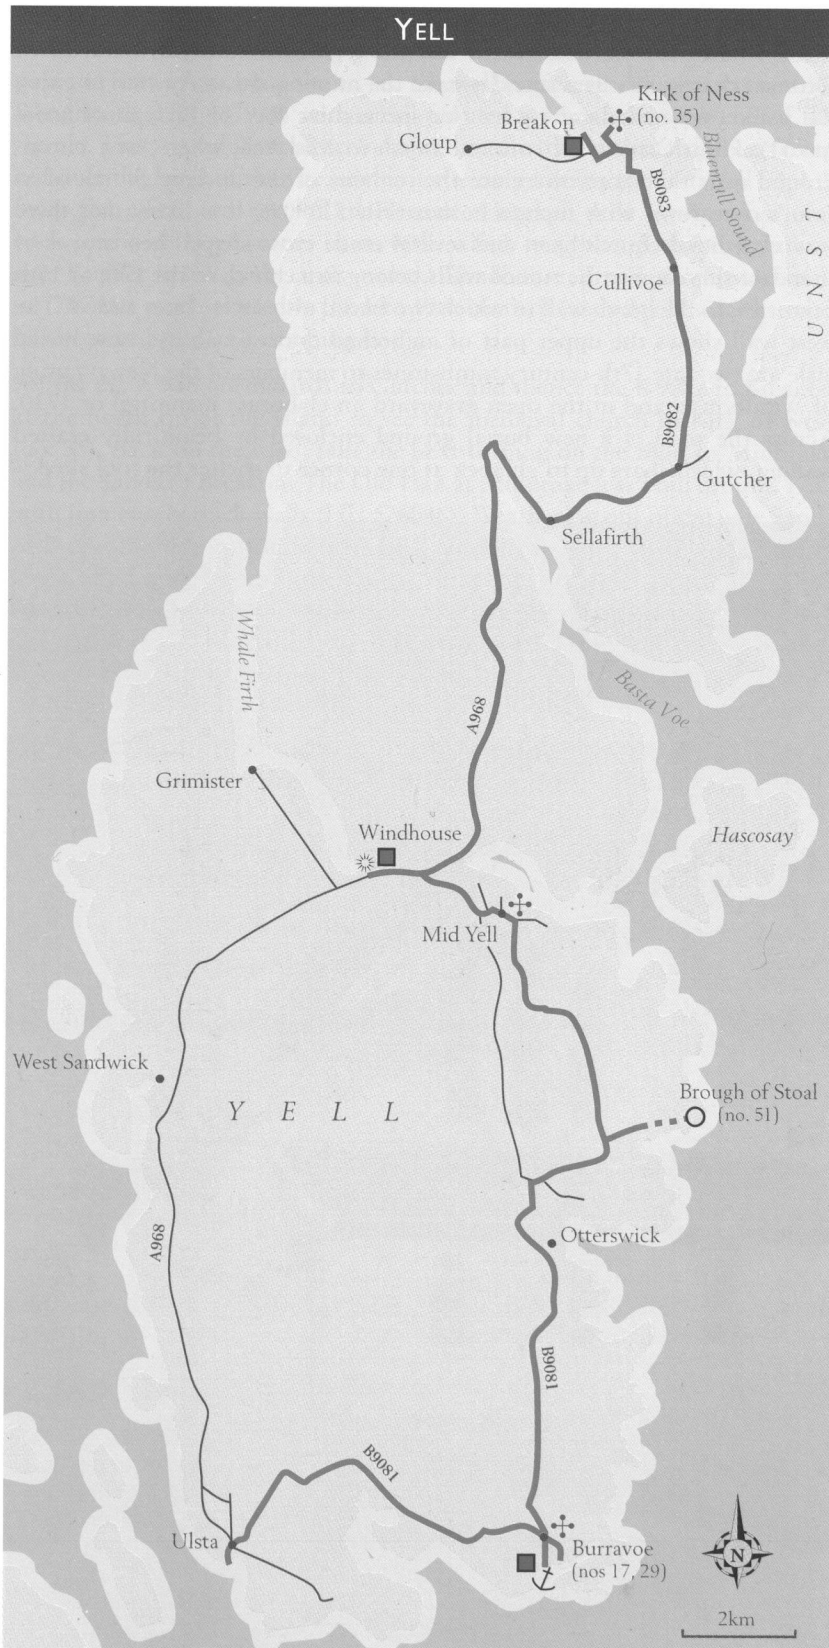 YELL
Kirk of Ness
(no. 35)
Breakon
Gloup
Bluemull Sound
B9083
UNST
Cullivoe
B9082
Gutcher
Sellafirth
Whale Firth
Basta Voe
A968
Grimister
Windhouse
Hascosay
Mid Yell
West Sandwick
YELL
Brough of Stoal
(no. 51)
Otterswick
A968
B9081
B9081
Ulsta
Burravoe
(nos 17, 29)
N
2km